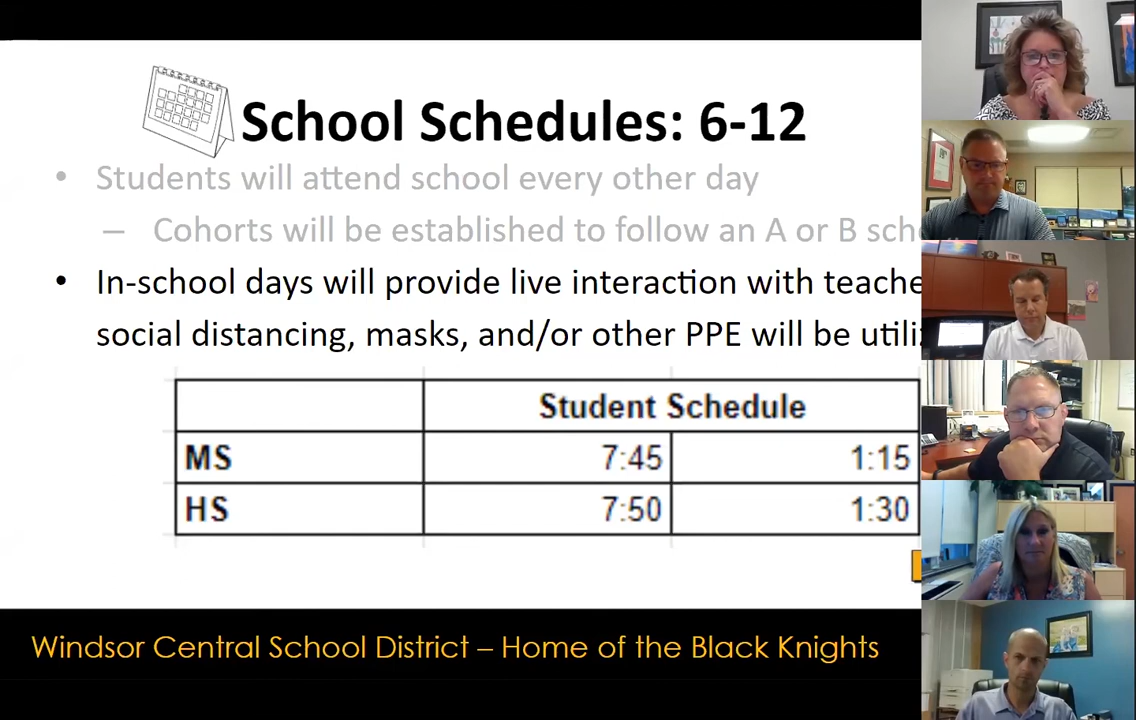 School Schedules: 6-12
• Students will attend school every other day
– Cohorts will be established to follow an A or B
• In-school days will provide live interaction with
social distancing, masks, and/or other PPE will be
Student Schedule
MS 7:45 1:15
HS 7:50 1:30
Windsor Central School District – Home of the Black Knights